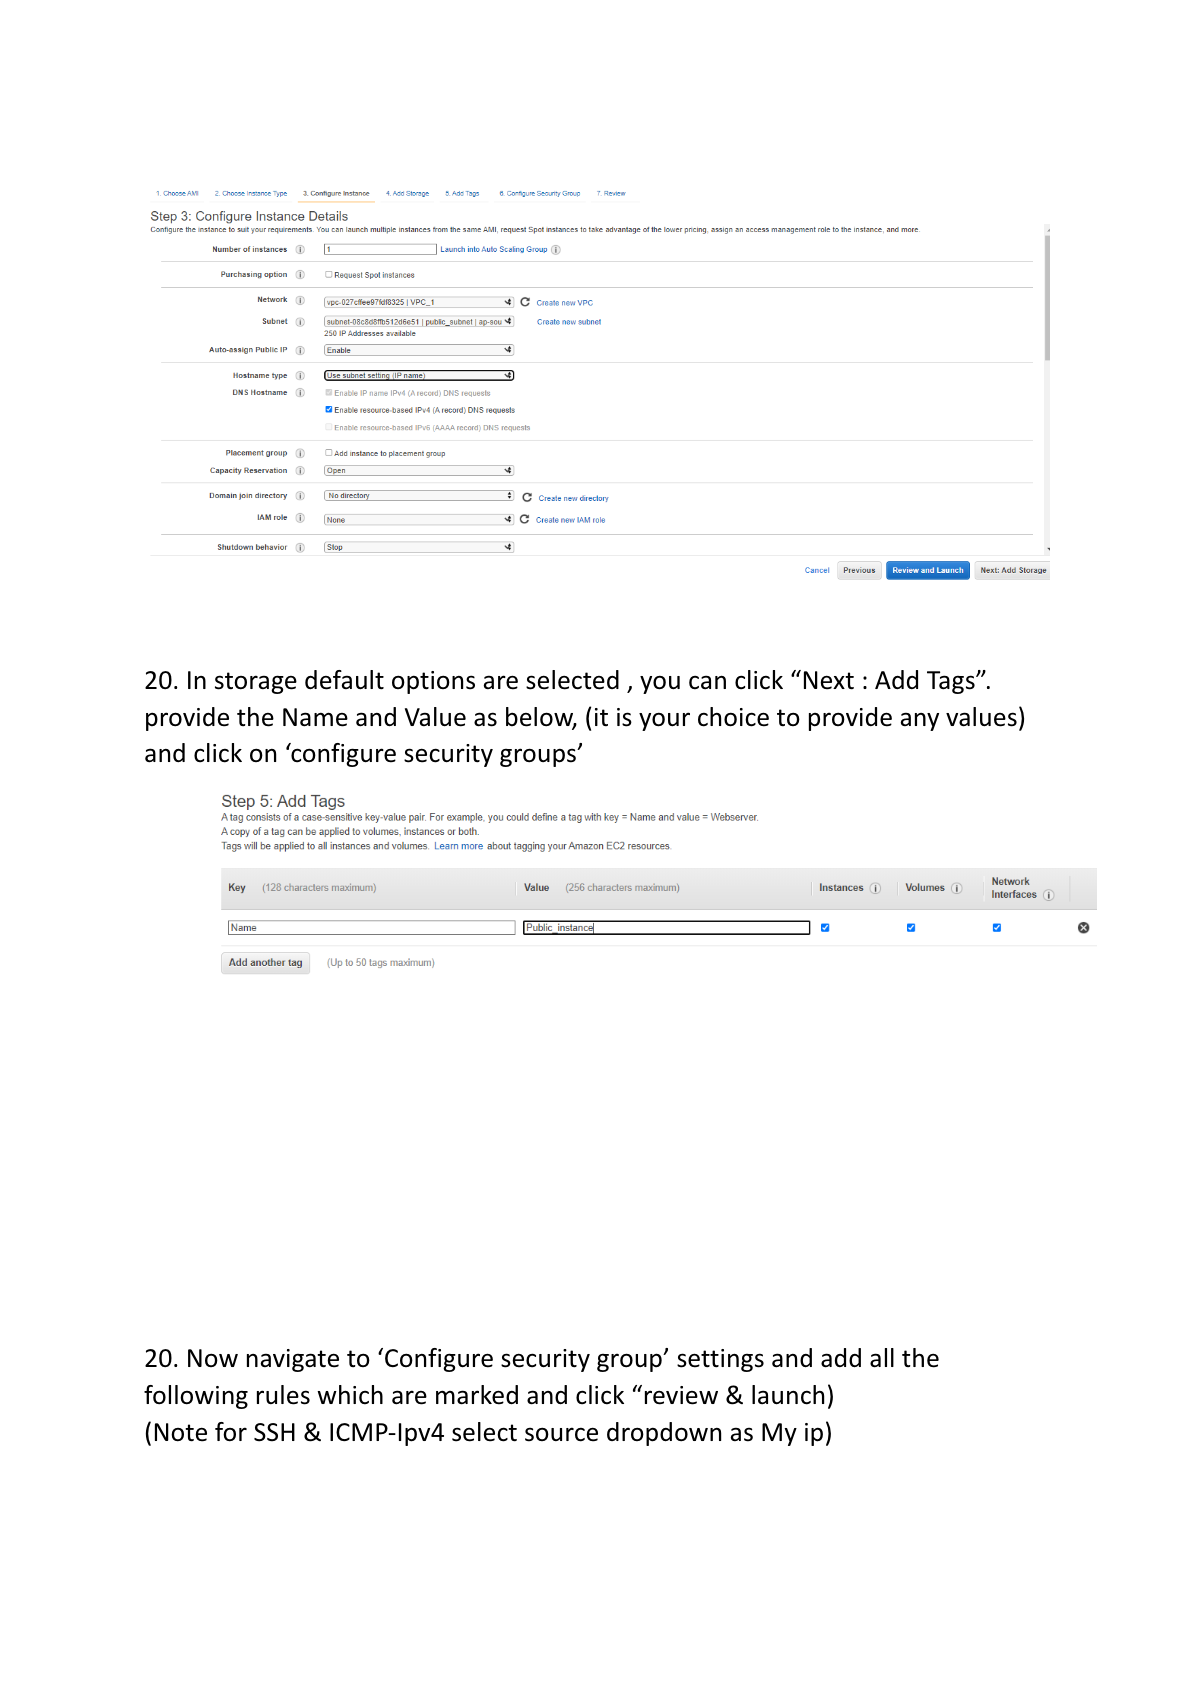 1. Choose AMI 2. Choose Instance Type 3. Configure Instance 4. Add Storage 5. Add Tags 6. Configure Security Group 7. Review
Step 3: Configure Instance Details
Configure the instance to suit your requirements. You can launch multiple instances from the same AMI, request Spot instances to take advantage of the lower pricing, assign an access management role to the instance, and more.
Number of instances 1 Launch into Auto Scaling Group
Purchasing option Request Spot instances
Network vpc-027cffee97fdf8325 | VPC_1 Create new VPC
Subnet subnet-08c8d8ffb512d6e51 | public_subnet | ap-sou Create new subnet
250 IP Addresses available
Auto-assign Public IP Enable
Hostname type Use subnet setting (IP name)
DNS Hostname Enable IP name IPv4 (A record) DNS requests
Enable resource-based IPv4 (A record) DNS requests
Enable resource-based IPv6 (AAAA record) DNS requests
Placement group Add instance to placement group
Capacity Reservation Open
Domain join directory No directory Create new directory
IAM role None Create new IAM role
Shutdown behavior Stop
Cancel Previous Review and Launch Next: Add Storage
20. In storage default options are selected , you can click “Next : Add Tags”.
provide the Name and Value as below, (it is your choice to provide any values)
and click on ‘configure security groups’
Step 5: Add Tags
A tag consists of a case-sensitive key-value pair. For example, you could define a tag with key = Name and value = Webserver.
A copy of a tag can be applied to volumes, instances or both.
Tags will be applied to all instances and volumes. Learn more about tagging your Amazon EC2 resources.
Key (128 characters maximum) Value (256 characters maximum) Instances Volumes Network
Interfaces
Name Public_instance
Add another tag (Up to 50 tags maximum)
20. Now navigate to ‘Configure security group’ settings and add all the
following rules which are marked and click “review & launch)
(Note for SSH & ICMP-Ipv4 select source dropdown as My ip)